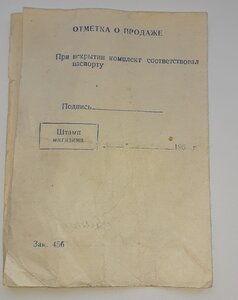 ОТМЕТКА О ПРОДАЖЕ
При вскрытии комплект соответствовал
паспорту
Подпись
Штамп
магазина
196 г
Зак. 456